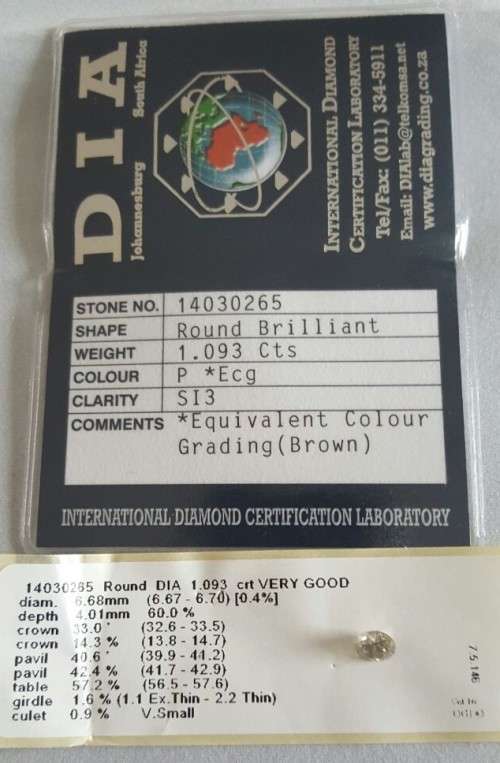 DIA
Johannesburg South Africa
INTERNATIONAL DIAMOND
CERTIFICATION LABORATORY
Tel/Fax: (011) 334-5911
Email: DIAlab@telkomsa.net
www.diagrading.co.za
STONE NO. 14030265
SHAPE Round Brilliant
WEIGHT 1.093 Cts
COLOUR P *Ecg
CLARITY SI3
COMMENTS *Equivalent Colour
Grading(Brown)
INTERNATIONAL DIAMOND CERTIFICATION LABORATORY
14030265 Round DIA 1.093 crt VERY GOOD
diam. 6.68mm (6.67 - 6.70) [0.4%]
depth 4.01mm 60.0 %
crown 33.0° (32.6 - 33.5)
crown 14.3 % (13.8 - 14.7)
pavil 40.6° (39.9 - 41.2)
pavil 42.4 % (41.7 - 42.9)
table 57.2 % (56.5 - 57.6)
girdle 1.6 % (1.1 Ex.Thin - 2.2 Thin)
culet 0.9 % V.Small